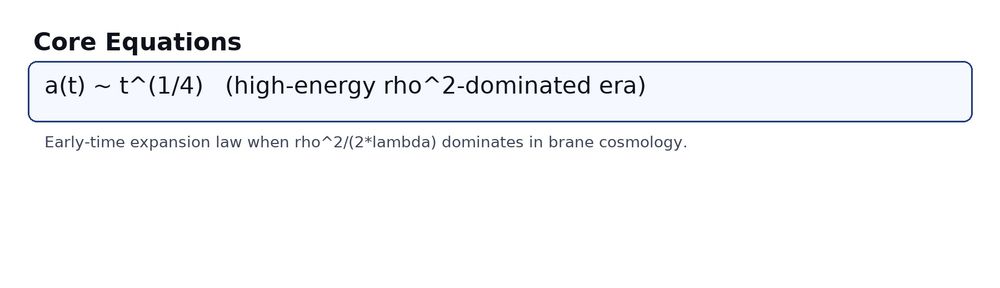 Core Equations
a(t) ~ t^(1/4)   (high-energy rho^2-dominated era)
Early-time expansion law when rho^2/(2*lambda) dominates in brane cosmology.